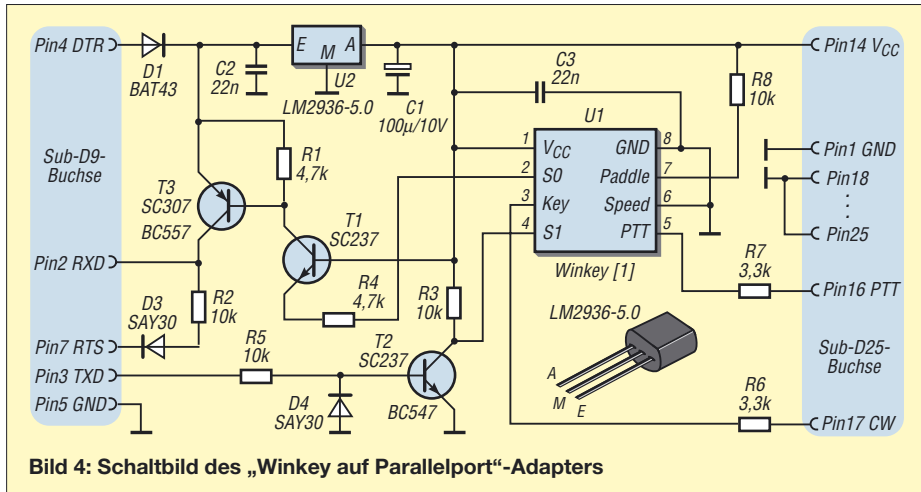 Pin4 DTR
D1
BAT43
C2
22n
E
A
M
U2
LM2936-5.0
C1
100µ/10V
C3
22n
R8
10k
Pin14 VCC
Sub-D9-
Buchse
T3
SC307
BC557
R1
4,7k
T1
SC237
R4
4,7k
U1
1
VCC
GND
8
2
S0
Paddle
7
3
Key
Speed
6
4
S1
PTT
5
Winkey [1]
Pin1 GND
Pin18
Pin25
Pin2 RXD
R2
10k
D3
SAY30
Pin7 RTS
R5
10k
Pin3 TXD
D4
SAY30
Pin5 GND
R3
10k
T2
SC237
BC547
LM2936-5.0
A
M
E
R7
3,3k
Pin16 PTT
Sub-D25-
Buchse
R6
3,3k
Pin17 CW
Bild 4: Schaltbild des „Winkey auf Parallelport“-Adapters